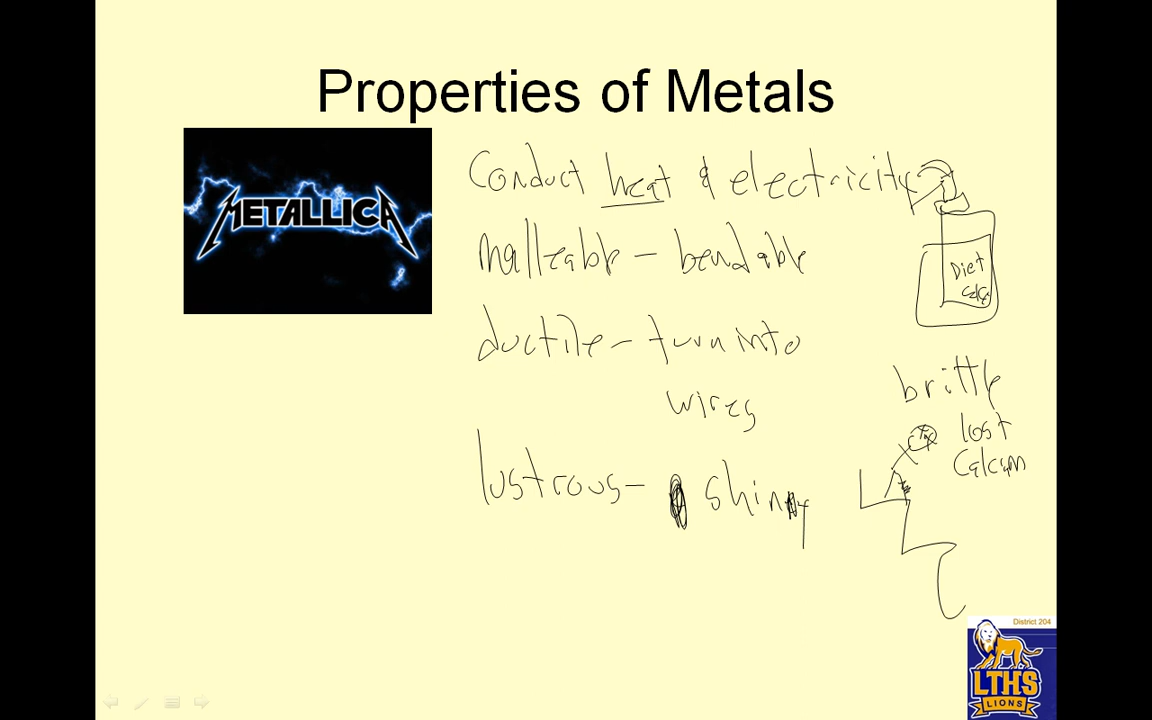 Properties of Metals
METALLICA
Conduct heat & electricity
malleable - bendable
Diet
ductile - turn into
wires
brittle
lost
Calcium
lustrous - shiny
District 204
LTHS
LIONS